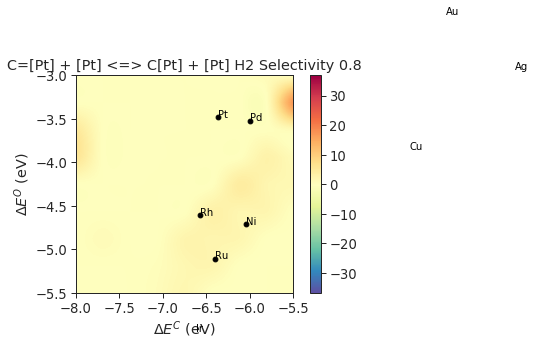 Au
C=[Pt] + [Pt] <=> C[Pt] + [Pt] H2 Selectivity 0.8
Ag
−3.0
−3.5
−4.0
−4.5
−5.0
−5.5
ΔE^O (eV)
Pt
Pd
Cu
Rh
Ni
Ru
30
20
10
0
−10
−20
−30
−8.0 −7.5 −7.0 −6.5 −6.0 −5.5
ΔE^C (eV)